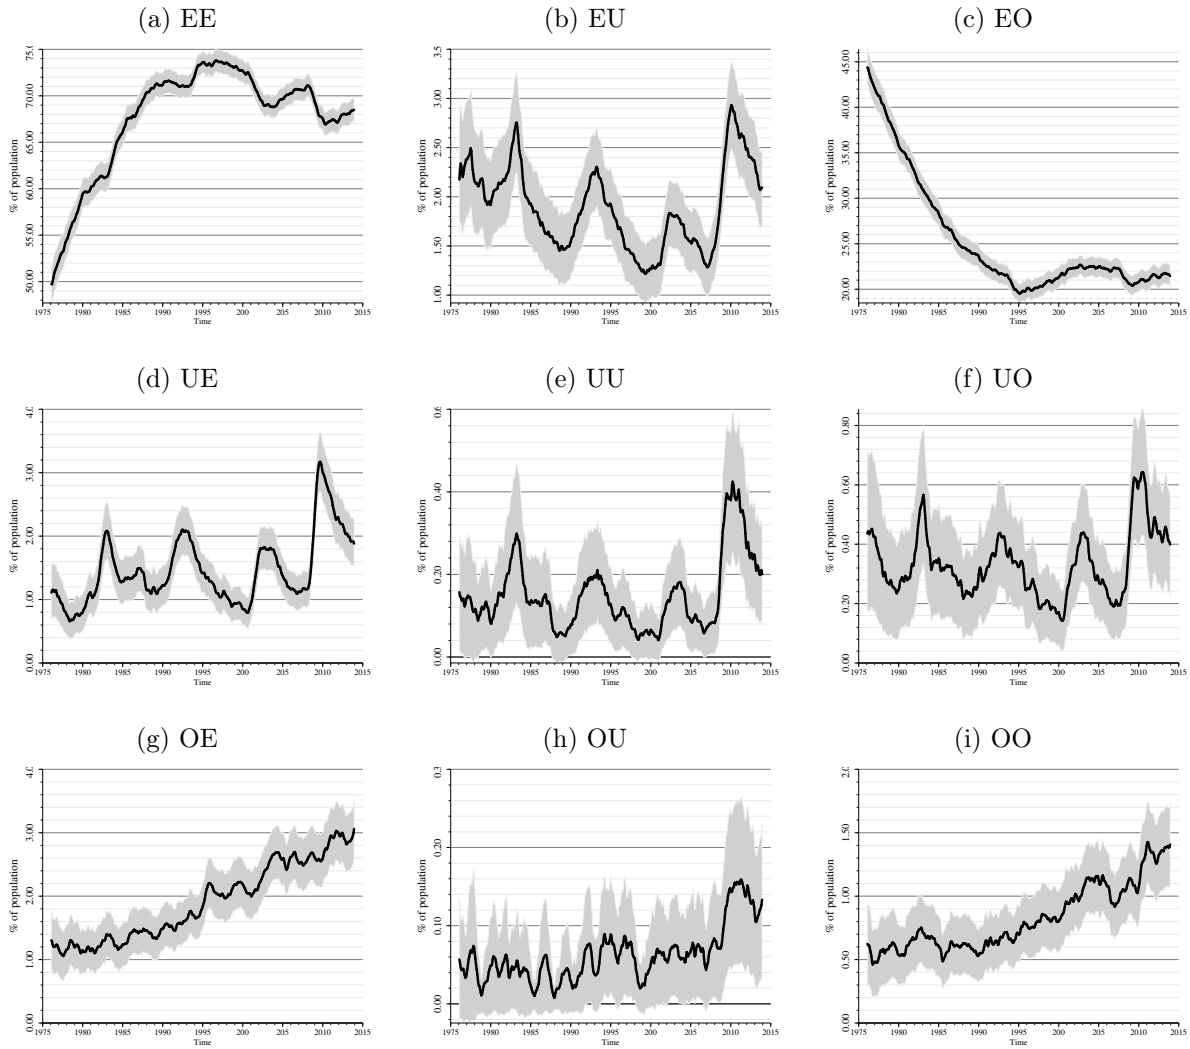 (a) EE
% of population
70.00
65.00
60.00
55.00
50.00
1975 1980 1985 1990 1995 200 205 2010 2015
Time
(b) EU
% of population
3.5
3.00
2.50
2.00
1.50
1.00
1975 1980 1985 1990 1995 200 205 2010 2015
Time
(c) EO
% of population
45.00
40.00
35.00
30.00
25.00
20.00
1975 1980 1985 1990 1995 200 205 2010 2015
Time
(d) UE
% of population
4.0
3.00
2.00
1.00
0.00
1975 1980 1985 1990 1995 200 205 2010 2015
Time
(e) UU
% of population
0.6
0.40
0.20
0.00
1975 1980 1985 1990 1995 200 205 2010 2015
Time
(f) UO
% of population
0.80
0.60
0.40
0.20
0.00
1975 1980 1985 1990 1995 200 205 2010 2015
Time
(g) OE
% of population
4.0
3.00
2.00
1.00
0.00
1975 1980 1985 1990 1995 200 205 2010 2015
Time
(h) OU
% of population
0.3
0.20
0.10
0.00
1975 1980 1985 1990 1995 200 205 2010 2015
Time
(i) OO
% of population
2.0
1.50
1.00
0.50
0.00
1975 1980 1985 1990 1995 200 205 2010 2015
Time